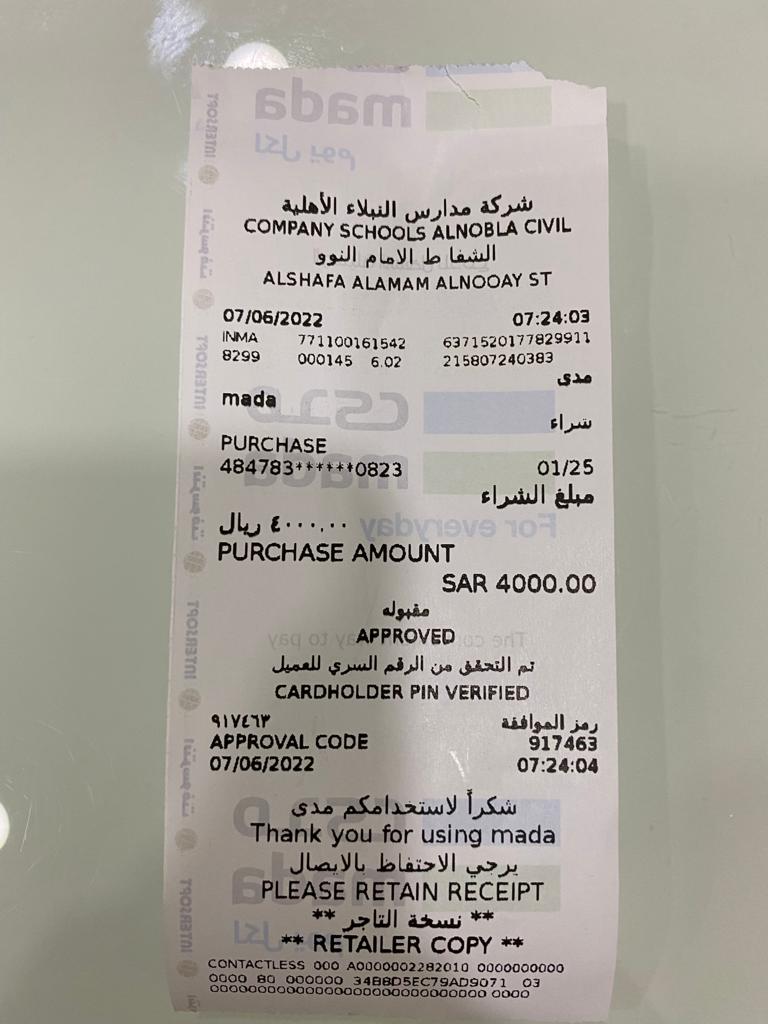 شركة مدارس النبلاء الأهلية
COMPANY SCHOOLS ALNOBLA CIVIL
الشفا ط الامام النوو
ALSHAFA ALAMAM ALNOOAY ST
07/06/2022 07:24:03
INMA 771100161542 6371520177829911
8299 000145 6.02 215807240383
مدى
mada
شراء
PURCHASE
484783******0823 01/25
مبلغ الشراء
٤٠٠٠.٠٠ ريال
PURCHASE AMOUNT
SAR 4000.00
مقبوله
APPROVED
تم التحقق من الرقم السري للعميل
CARDHOLDER PIN VERIFIED
رمز الموافقة ٩١٧٤٦٣
APPROVAL CODE 917463
07/06/2022 07:24:04
شكراً لاستخدامكم مدى
Thank you for using mada
يرجي الاحتفاظ بالايصال
PLEASE RETAIN RECEIPT
** نسخة التاجر **
** RETAILER COPY **
CONTACTLESS 000 A0000002282010 0000000000
0000 80 000000 34B8D5EC79AD9071 03